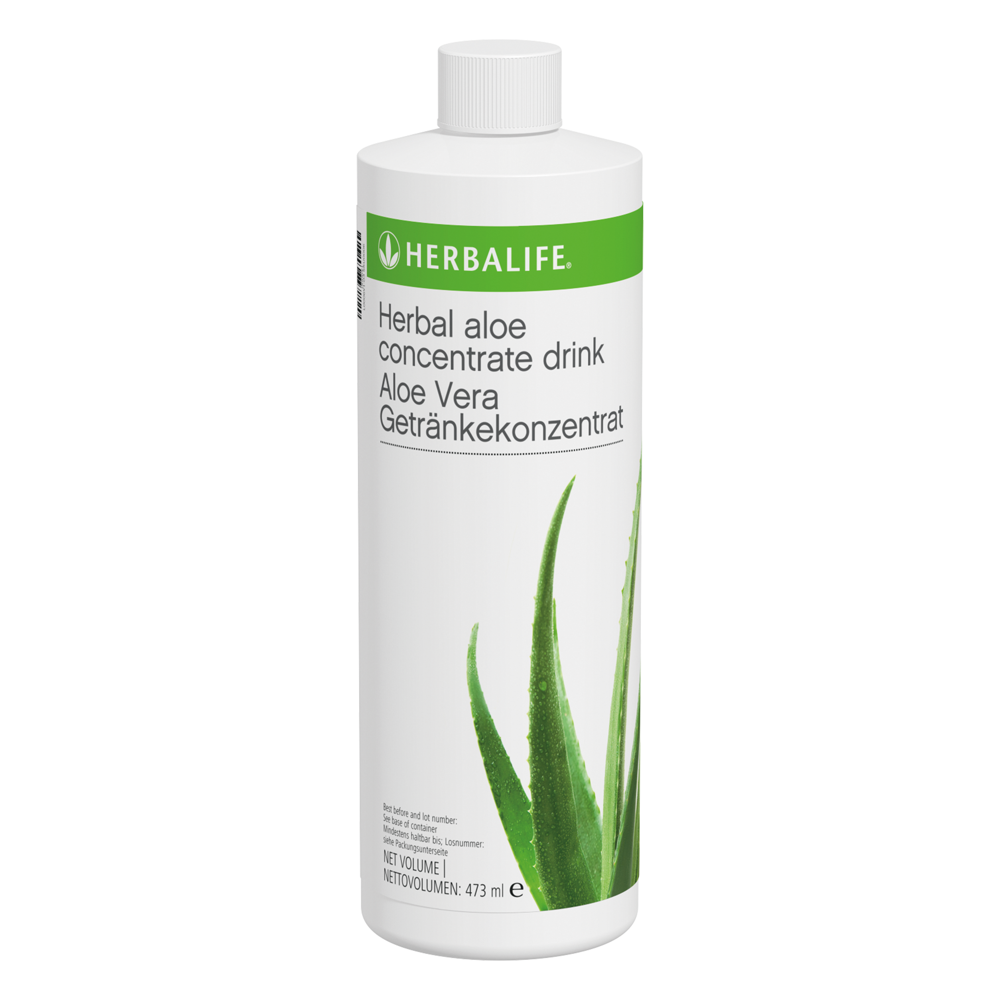 HERBALIFE®
Herbal aloe
concentrate drink
Aloe Vera
Getränkekonzentrat
Best before and lot number:
See base of container
Mindestens haltbar bis; Losnummer:
siehe Packungsunterseite
NET VOLUME |
NETTOVOLUMEN: 473 ml ℮